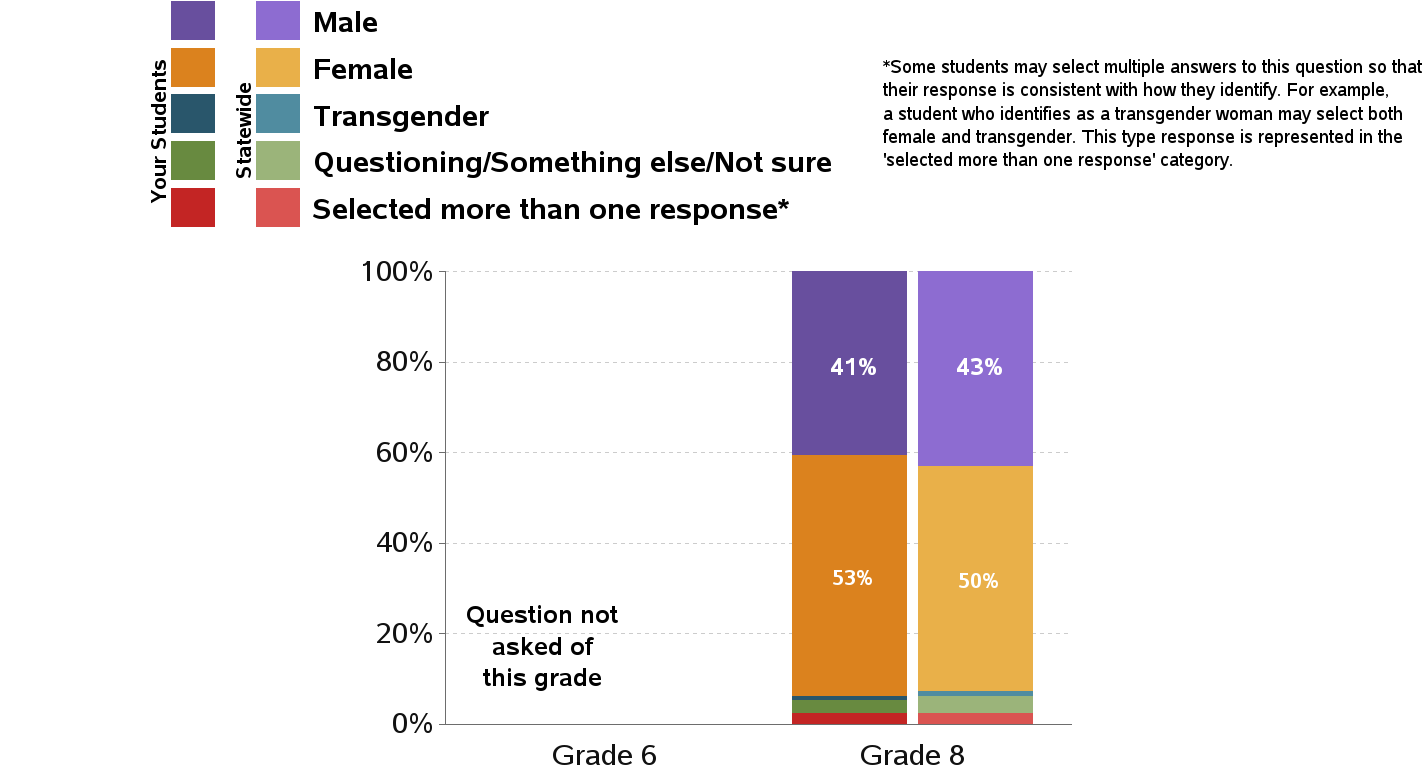 Your Students
Statewide
Male
Female
Transgender
Questioning/Something else/Not sure
Selected more than one response*
*Some students may select multiple answers to this question so that
their response is consistent with how they identify. For example,
a student who identifies as a transgender woman may select both
female and transgender. This type response is represented in the
'selected more than one response' category.
100%
80%
60%
40%
20%
0%
41%
43%
53%
50%
Question not
asked of
this grade
Grade 6
Grade 8